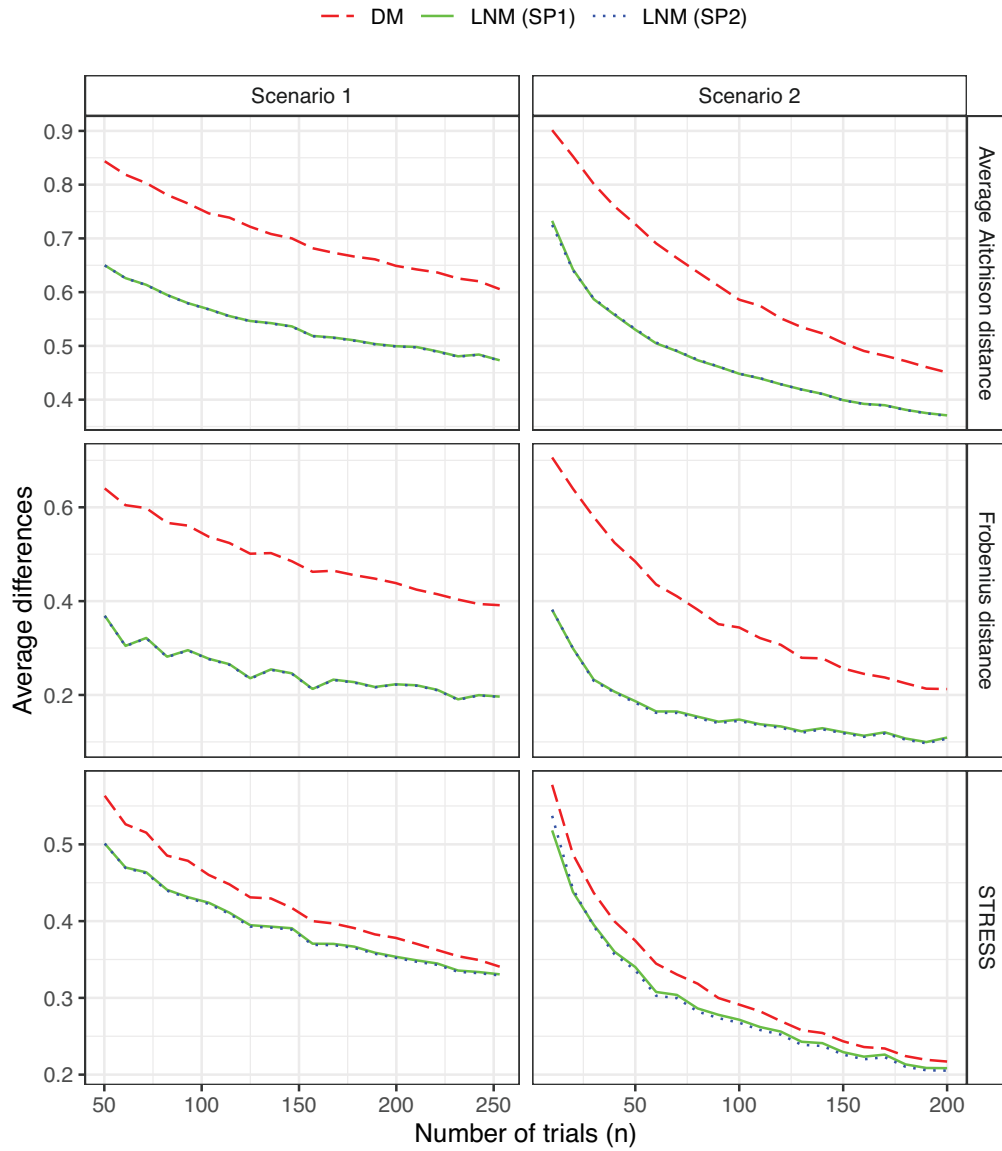 DM LNM (SP1) LNM (SP2)
Scenario 1 Scenario 2
0.9
0.8
0.7
0.6
0.5
0.4
Average Aitchison distance
0.6
0.4
0.2
Frobenius distance
0.5
0.4
0.3
0.2
STRESS
Average differences
50 100 150 200 250 50 100 150 200
Number of trials (n)